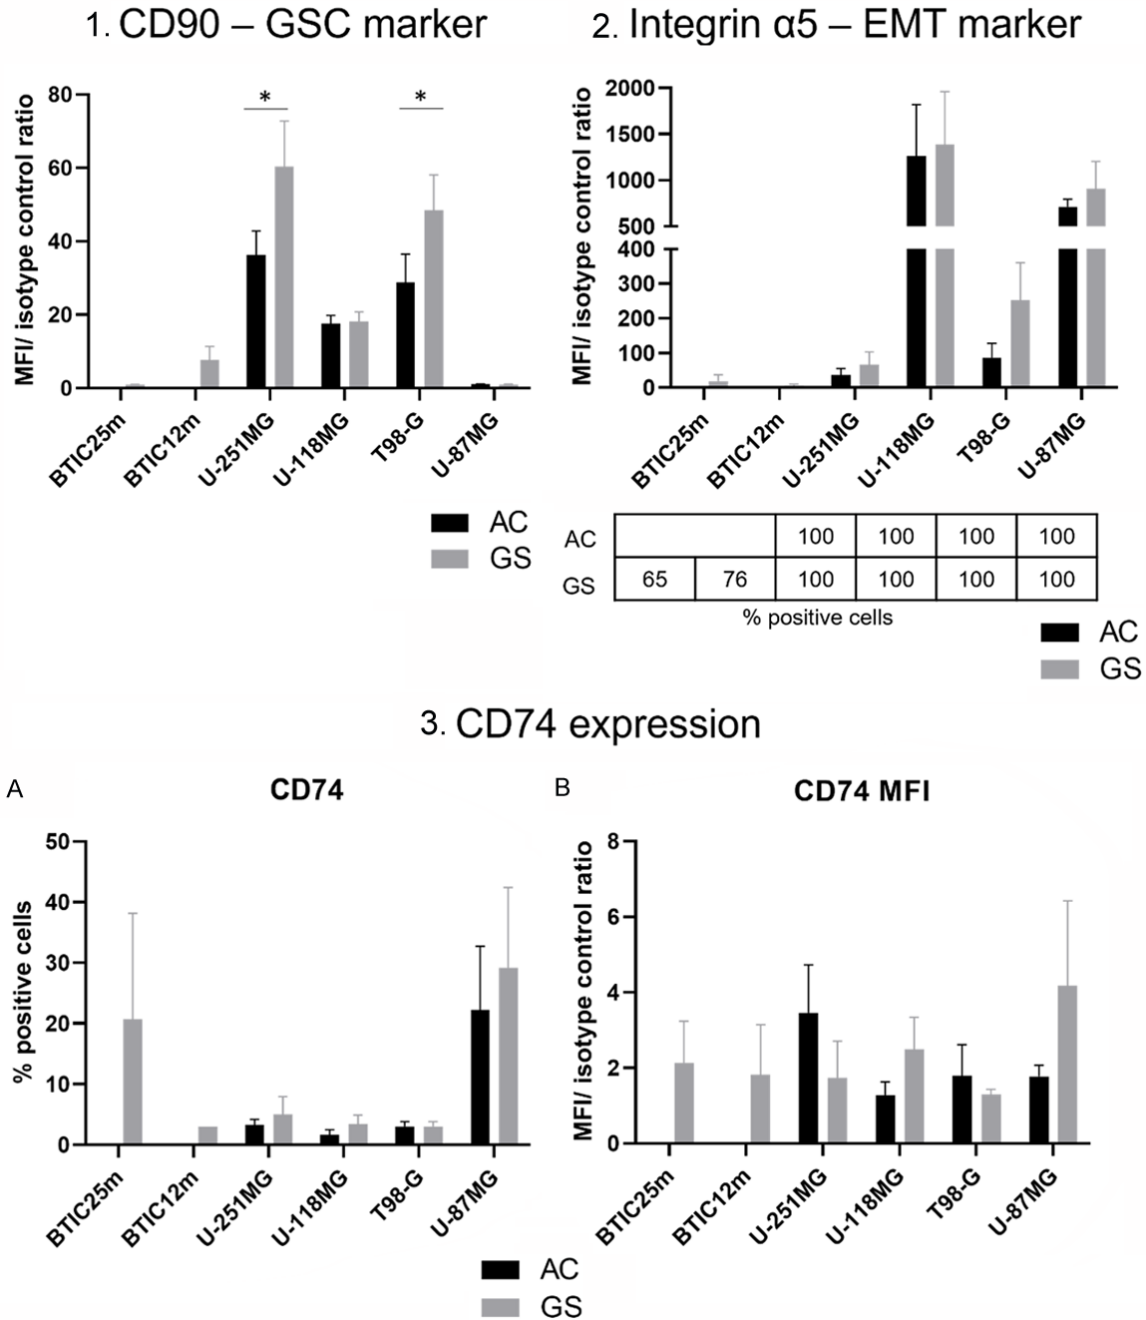 1. CD90 – GSC marker
2. Integrin α5 – EMT marker
MFI/ isotype control ratio
80
60
40
20
0
*
*
BTIC25m
BTIC12m
U-251MG
U-118MG
T98-G
U-87MG
AC
GS
MFI/ isotype control ratio
2000
1500
1000
500
400
300
200
100
0
BTIC25m
BTIC12m
U-251MG
U-118MG
T98-G
U-87MG
AC 100 100 100 100
GS 65 76 100 100 100 100
% positive cells
AC
GS
3. CD74 expression
A
CD74
% positive cells
50
40
30
20
10
0
BTIC25m
BTIC12m
U-251MG
U-118MG
T98-G
U-87MG
B
CD74 MFI
MFI/ isotype control ratio
8
6
4
2
0
BTIC25m
BTIC12m
U-251MG
U-118MG
T98-G
U-87MG
AC
GS